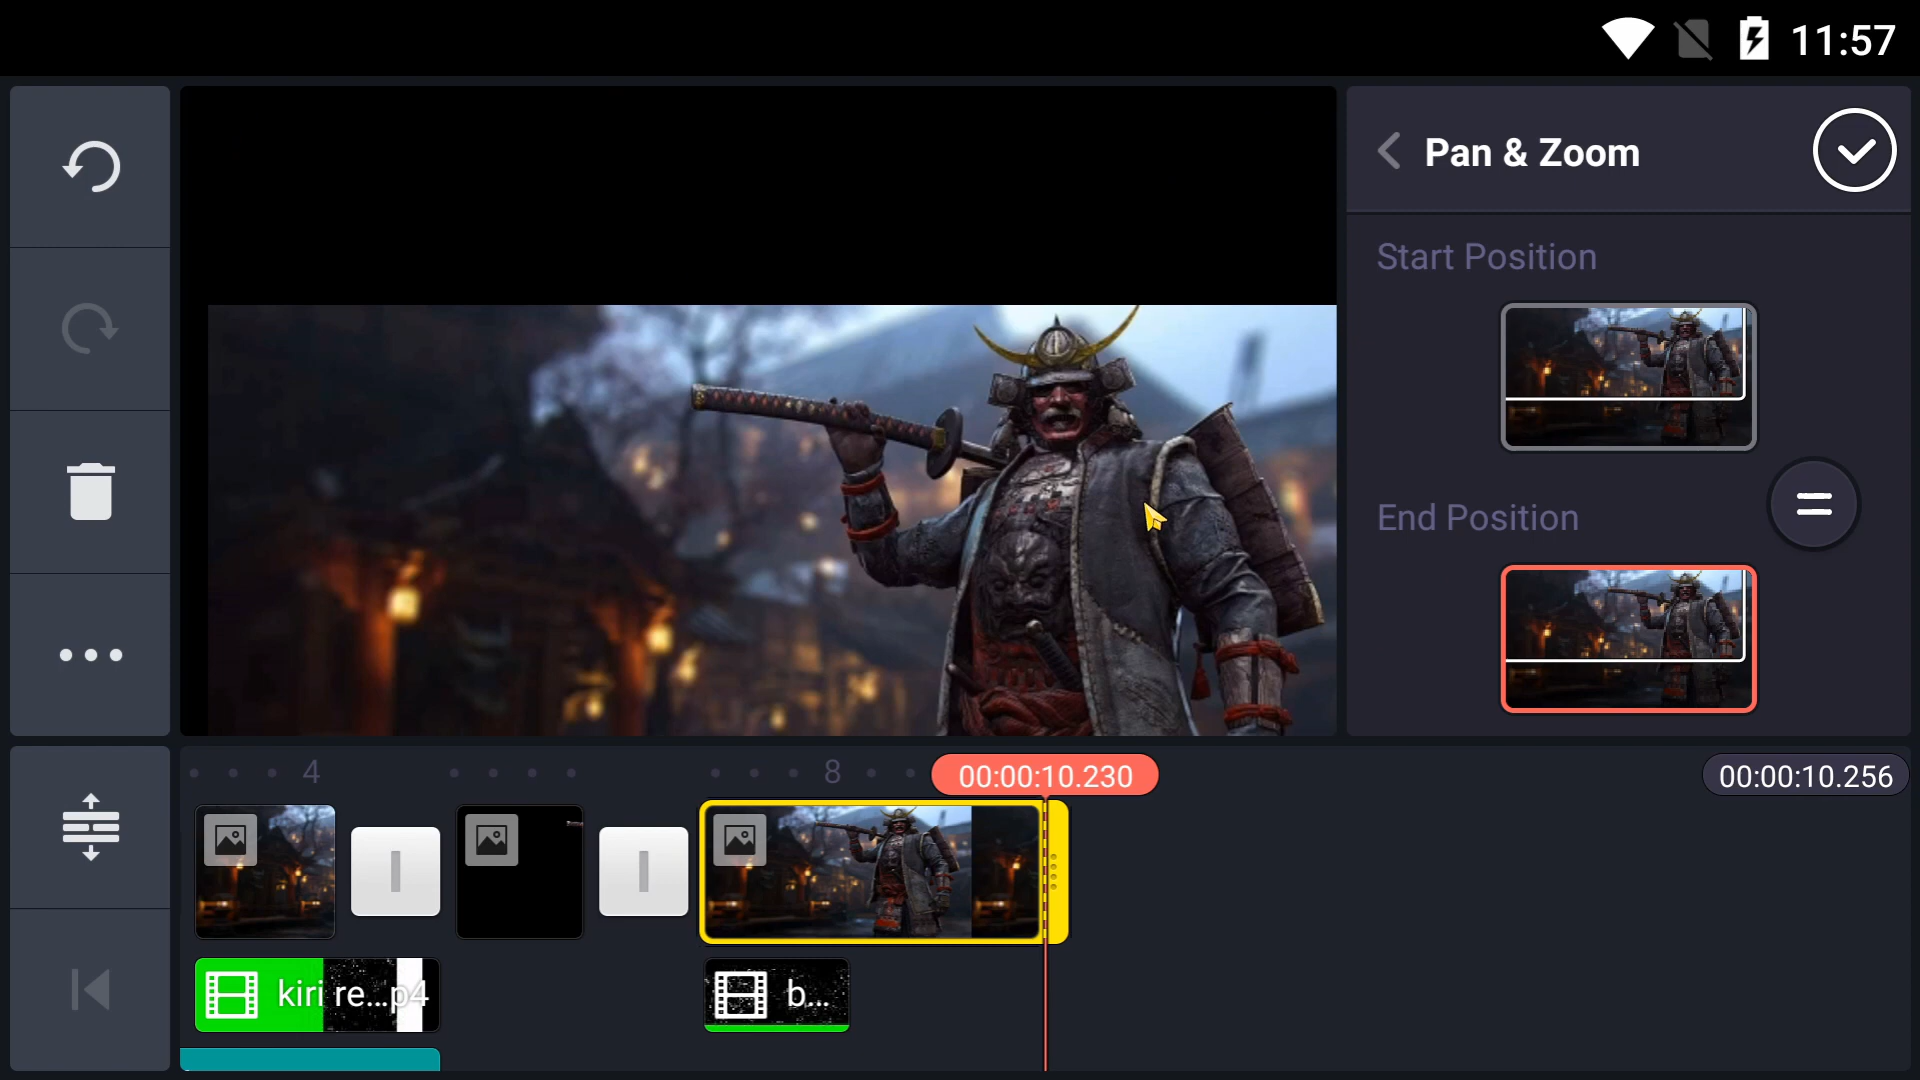 11:57
Pan & Zoom
Start Position
End Position
4
8
00:00:10.230
00:00:10.256
kiri re...p4
b...